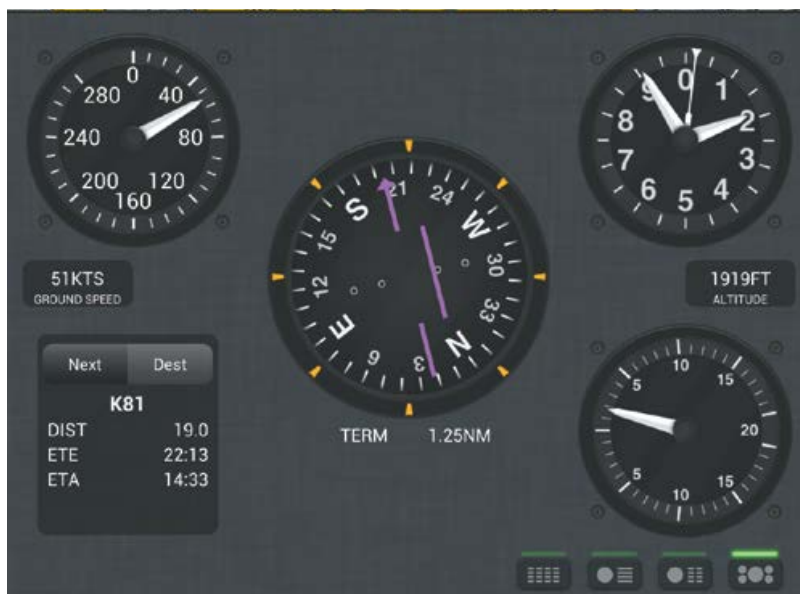 0
40
80
120
160
200
240
280
51KTS
GROUND SPEED
21
24
W
30
33
N
3
6
E
12
15
S
TERM 1.25NM
0
1
2
3
4
5
6
7
8
9
1919FT
ALTITUDE
5
10
15
20
15
10
5
Next Dest
K81
DIST 19.0
ETE 22:13
ETA 14:33